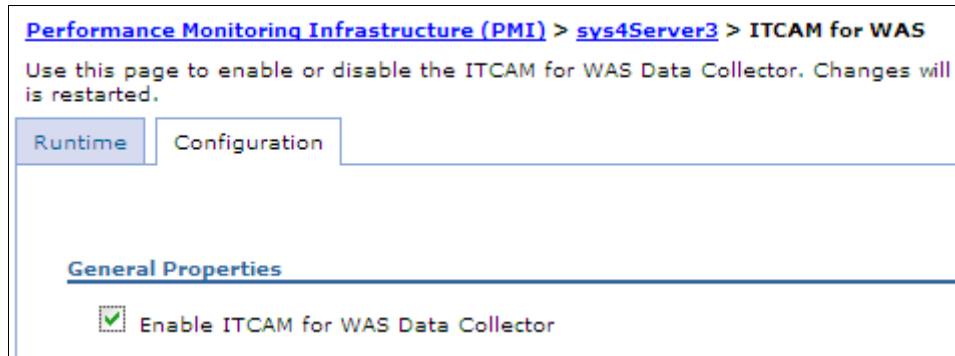 Performance Monitoring Infrastructure (PMI) > sys4Server3 > ITCAM for WAS
Use this page to enable or disable the ITCAM for WAS Data Collector. Changes will
is restarted.
Runtime Configuration
General Properties
Enable ITCAM for WAS Data Collector